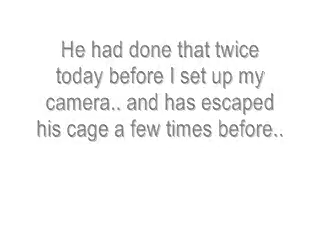 He had done that twice
today before I set up my
camera.. and has escaped
his cage a few times before..